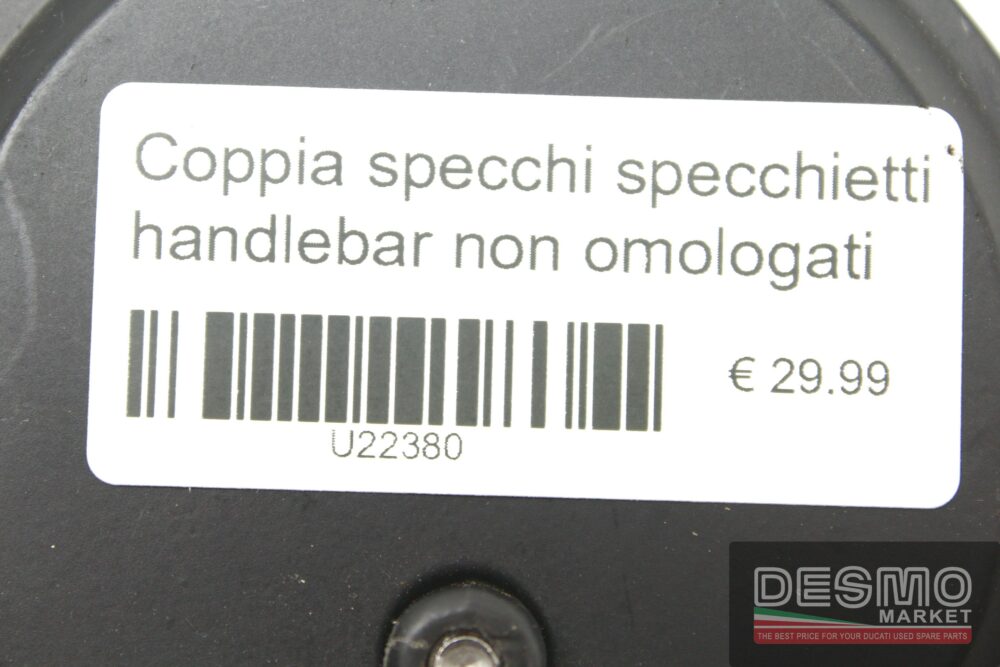 Coppia specchi specchietti
handlebar non omologati
€ 29.99
U22380
DESMO
MARKET
THE BEST PRICE FOR YOUR DUCATI USED SPARE PARTS